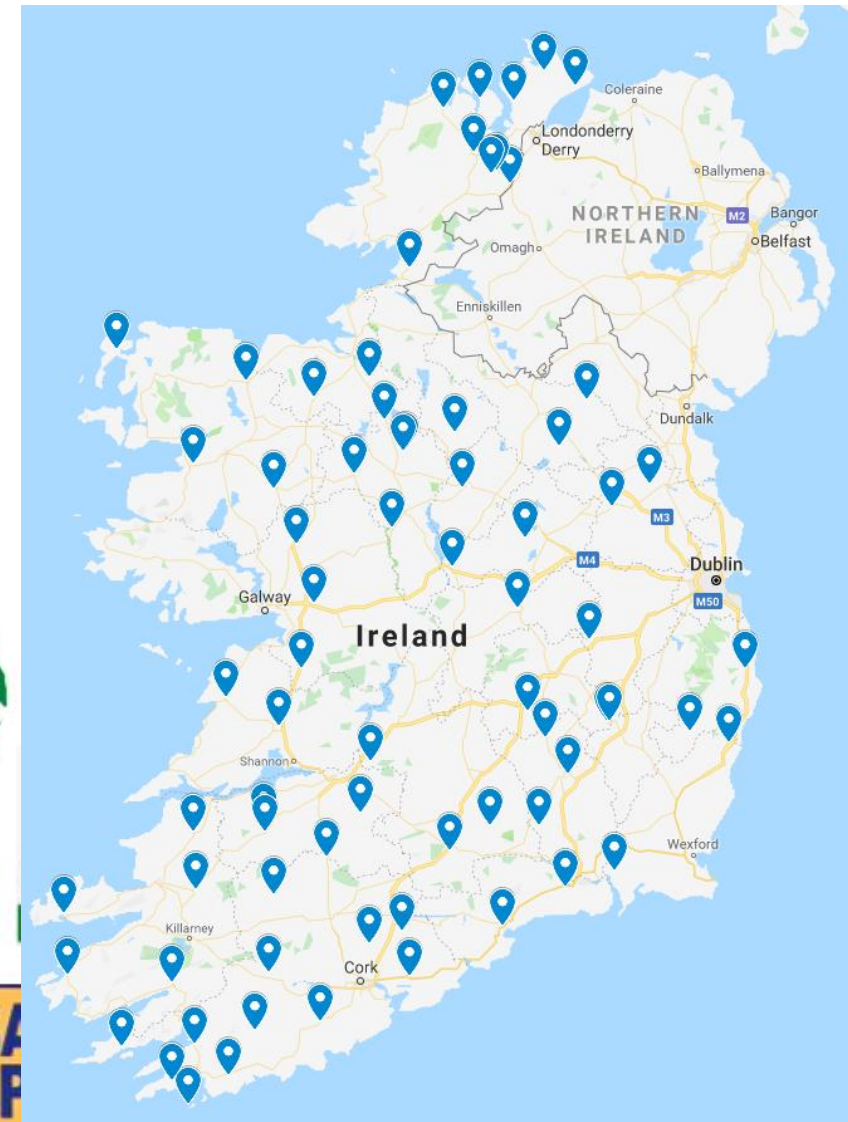 Coleraine
Londonderry
Derry
Ballymena
NORTHERN
IRELAND
M2
Bangor
Belfast
Omagh
Enniskillen
Dundalk
M3
M4
Dublin
M50
Galway
Ireland
Shannon
Wexford
Killarney
Cork
A
P